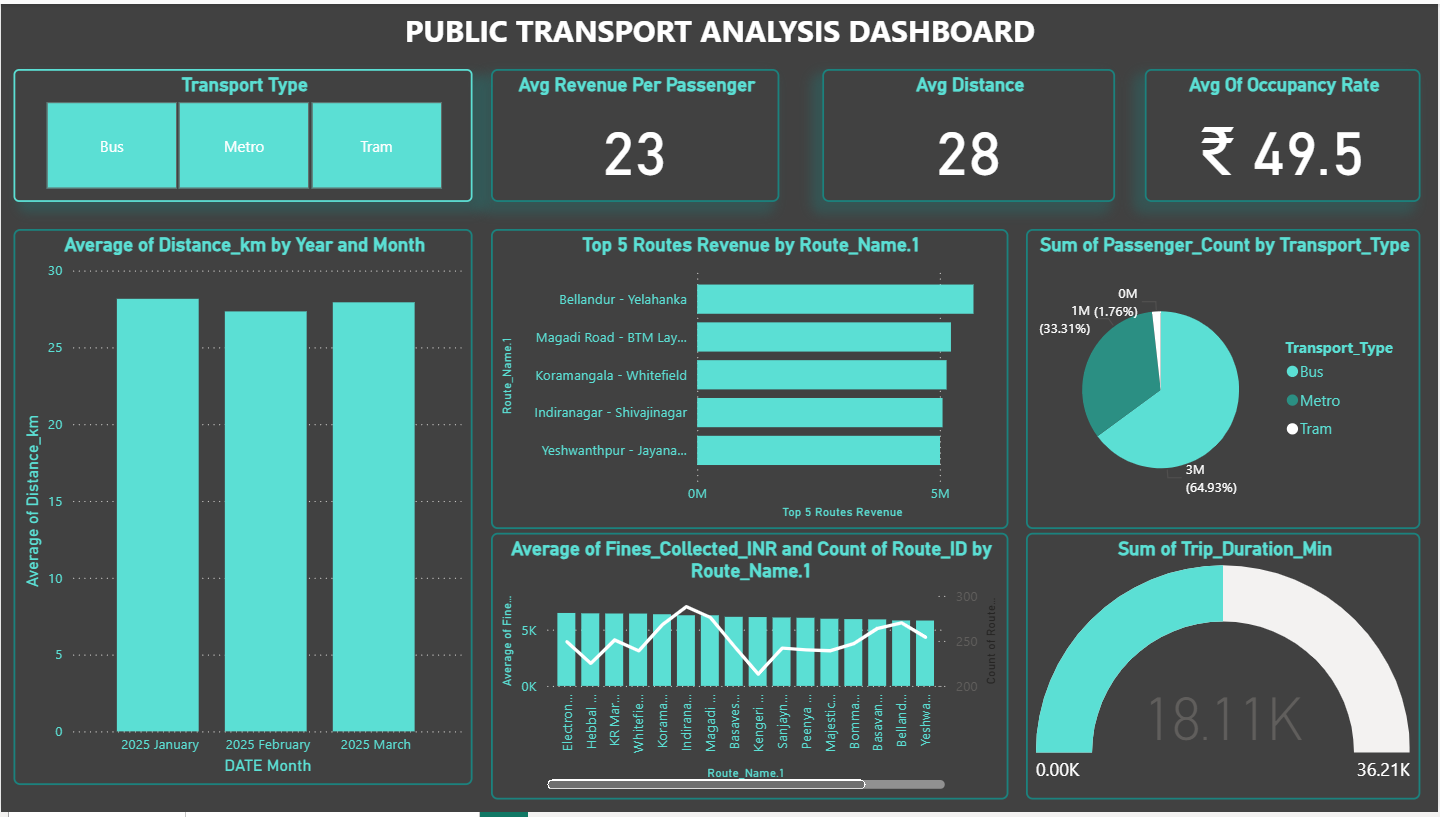 PUBLIC TRANSPORT ANALYSIS DASHBOARD
Transport Type
Bus
Metro
Tram
Avg Revenue Per Passenger
23
Avg Distance
28
Avg Of Occupancy Rate
₹ 49.5
Average of Distance_km by Year and Month
Average of Distance_km
30
25
20
15
10
5
0
2025 January
2025 February
2025 March
DATE Month
Top 5 Routes Revenue by Route_Name.1
Route_Name.1
Bellandur - Yelahanka
Magadi Road - BTM Lay...
Koramangala - Whitefield
Indiranagar - Shivajinagar
Yeshwanthpur - Jayana...
0M
5M
Top 5 Routes Revenue
Sum of Passenger_Count by Transport_Type
0M
(1.76%)
1M
(33.31%)
3M
(64.93%)
Transport_Type
Bus
Metro
Tram
Average of Fines_Collected_INR and Count of Route_ID by
Route_Name.1
Average of Fine...
5K
0K
300
250
200
Count of Route...
Electron...
Hebbal ...
KR Mar...
Whitefie...
Korama...
Indirana...
Magadi ...
Basaves...
Kengeri ...
Sanjayn...
Peenya ...
Majestic...
Bomma...
Basavan...
Belland...
Yeshwa...
Route_Name.1
Sum of Trip_Duration_Min
18.11K
0.00K
36.21K